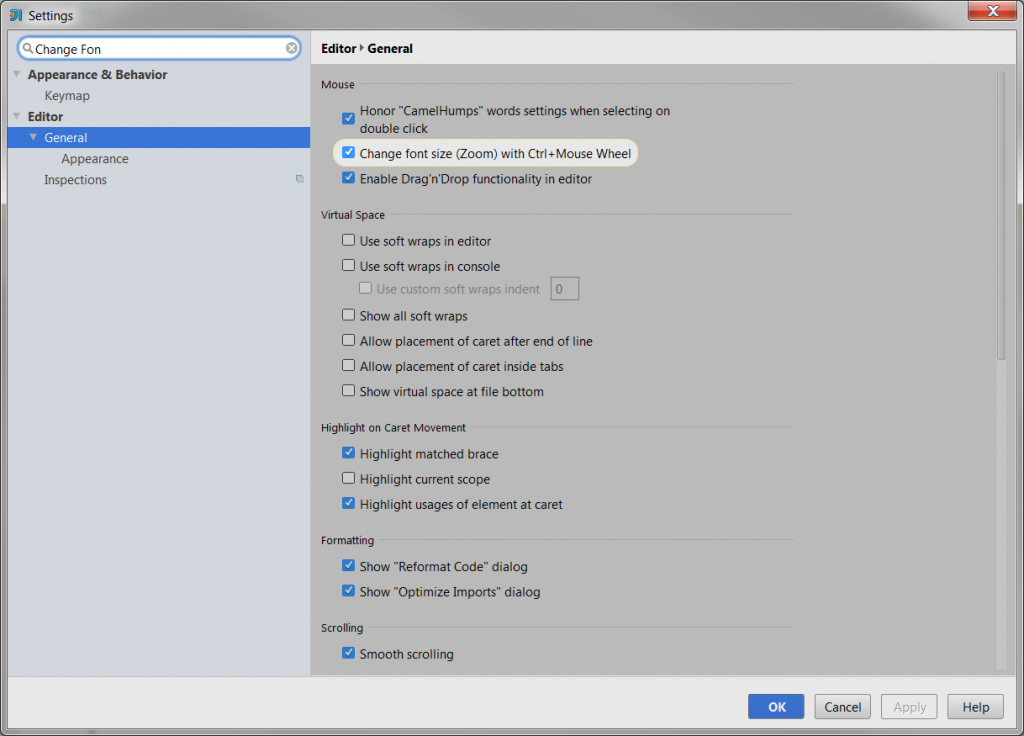 Settings
Change Fon
Appearance & Behavior
Keymap
Editor
General
Appearance
Inspections
Editor › General
Mouse
Honor "CamelHumps" words settings when selecting on
double click
Change font size (Zoom) with Ctrl+Mouse Wheel
Enable Drag'n'Drop functionality in editor
Virtual Space
Use soft wraps in editor
Use soft wraps in console
Use custom soft wraps indent 0
Show all soft wraps
Allow placement of caret after end of line
Allow placement of caret inside tabs
Show virtual space at file bottom
Highlight on Caret Movement
Highlight matched brace
Highlight current scope
Highlight usages of element at caret
Formatting
Show "Reformat Code" dialog
Show "Optimize Imports" dialog
Scrolling
Smooth scrolling
OK Cancel Apply Help